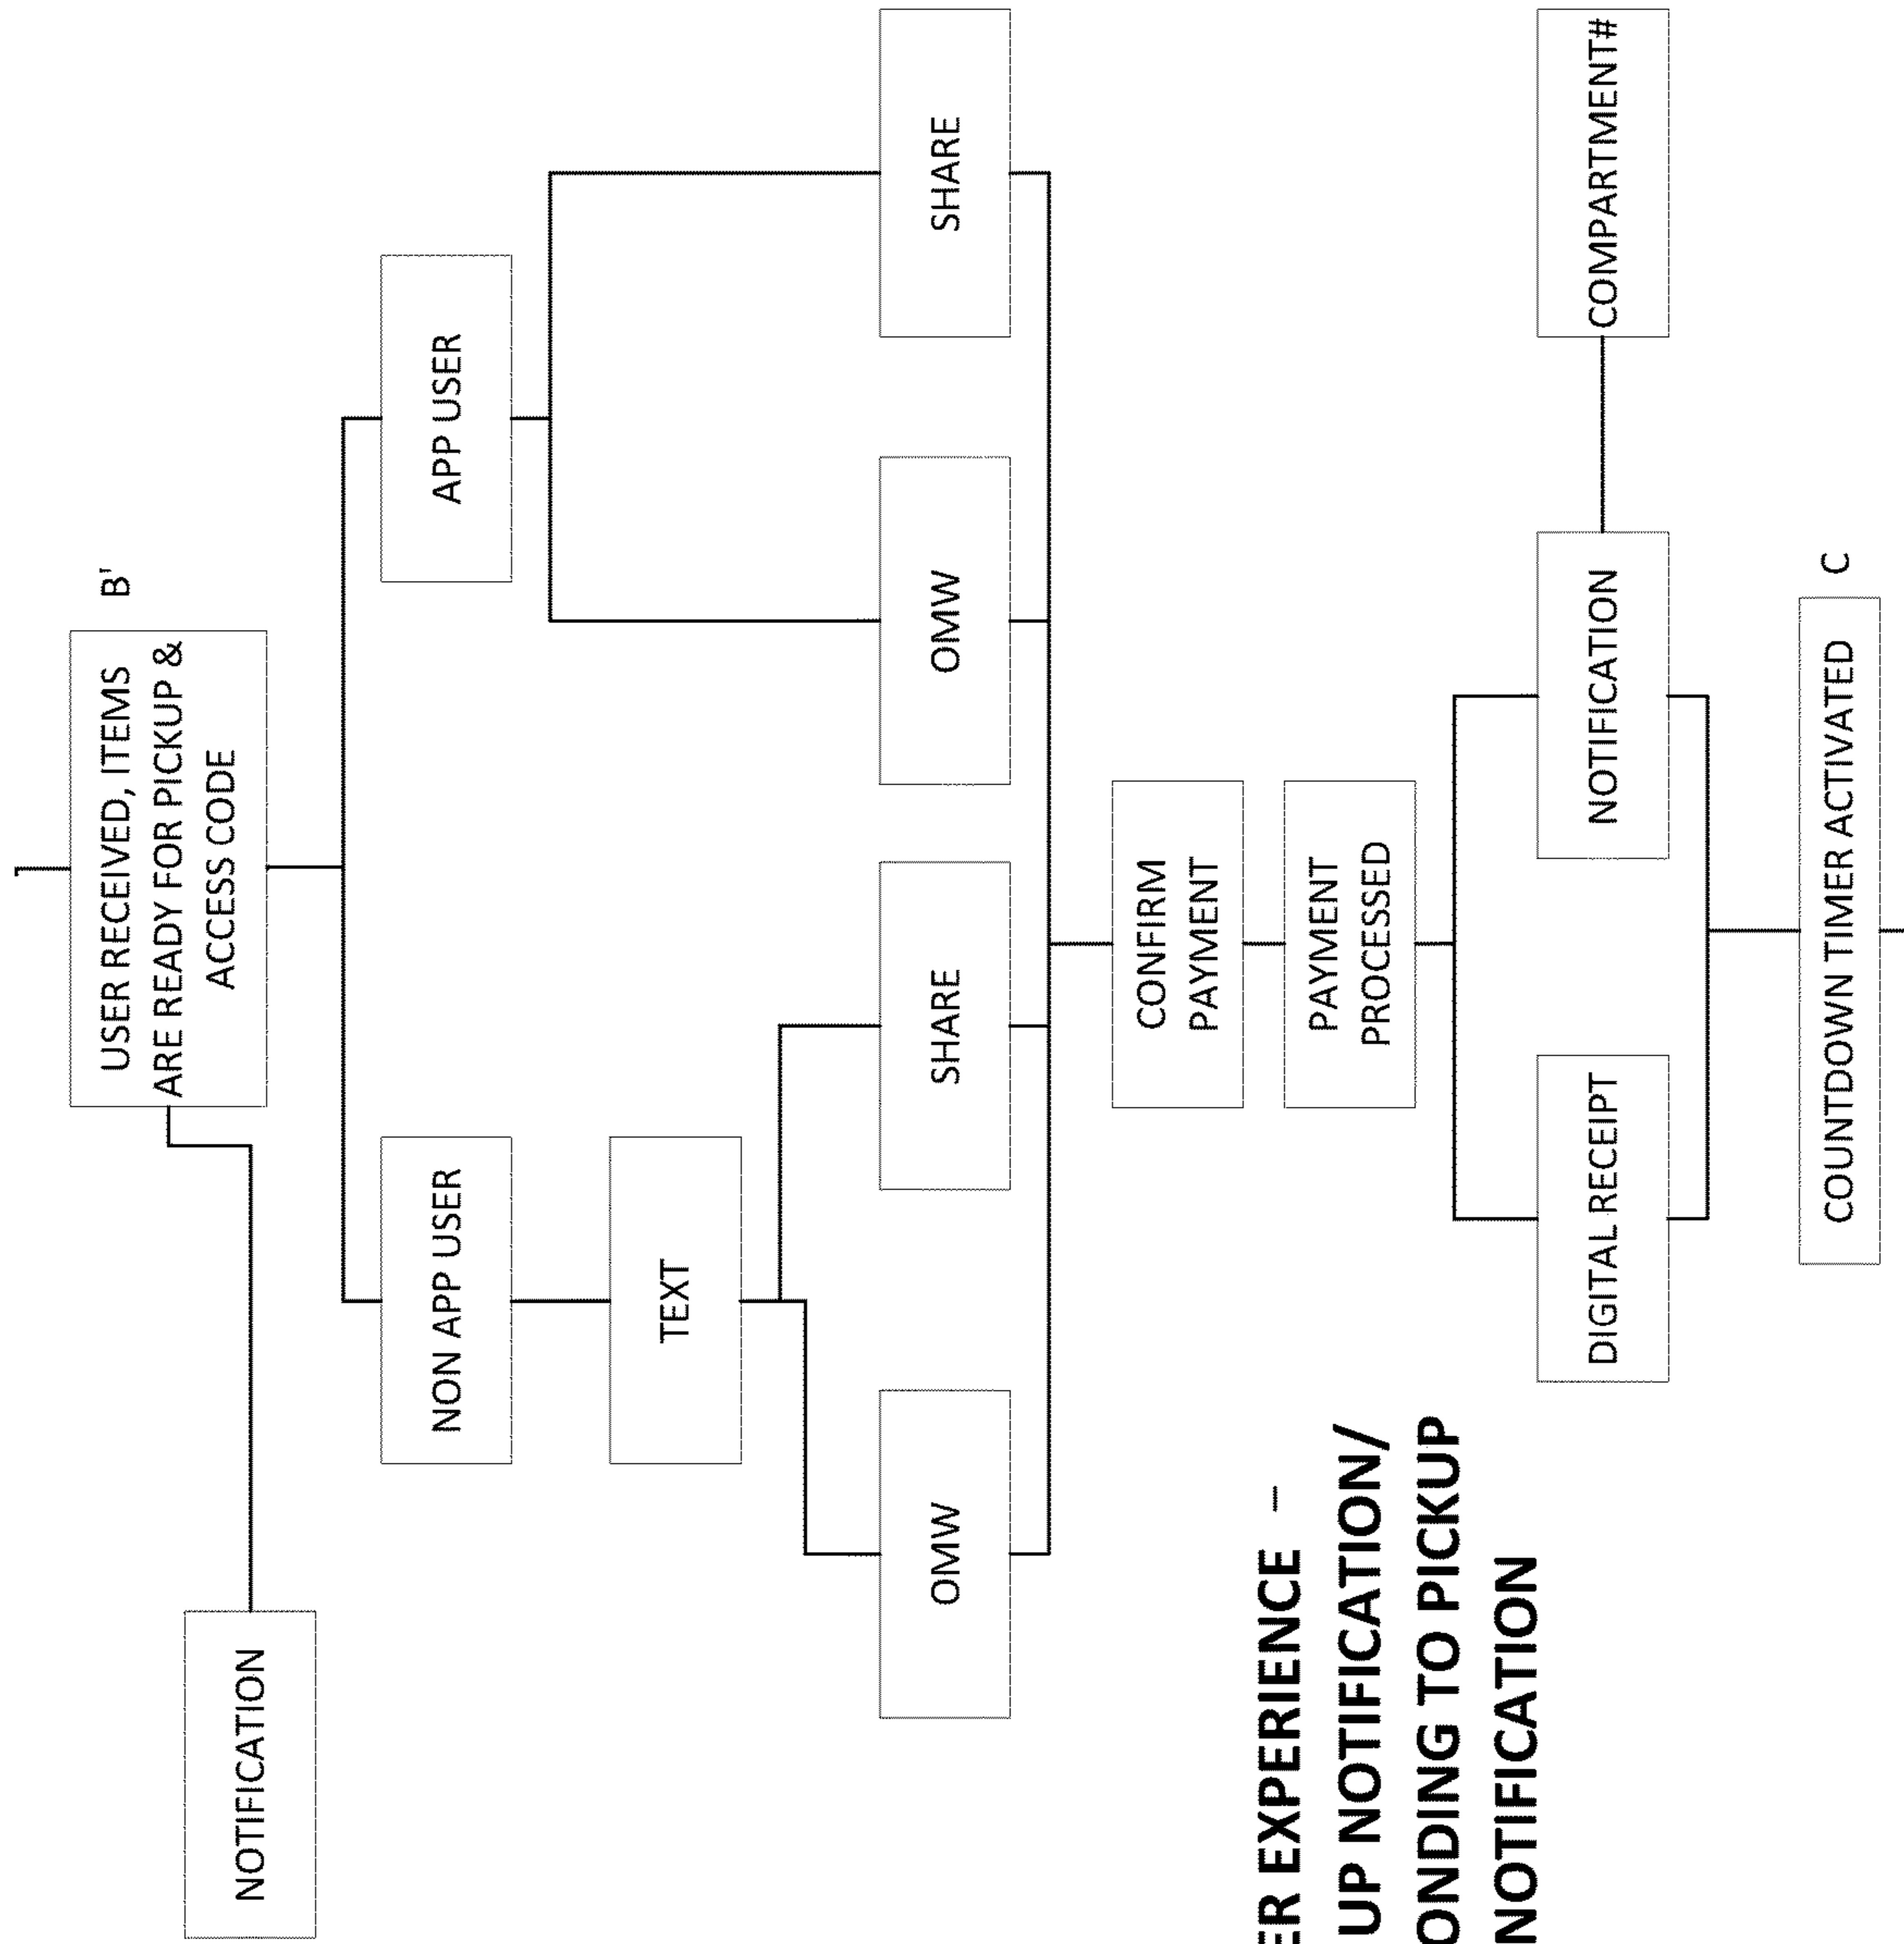 USER RECEIVED, ITEMS
ARE READY FOR PICKUP &
ACCESS CODE
B'
NOTIFICATION
NON APP USER
APP USER
TEXT
OMW
SHARE
OMW
SHARE
CONFIRM
PAYMENT
PAYMENT
PROCESSED
ER EXPERIENCE –
UP NOTIFICATION/
ONDING TO PICKUP
NOTIFICATION
DIGITAL RECEIPT
NOTIFICATION
COMPARTMENT#
COUNTDOWN TIMER ACTIVATED
C